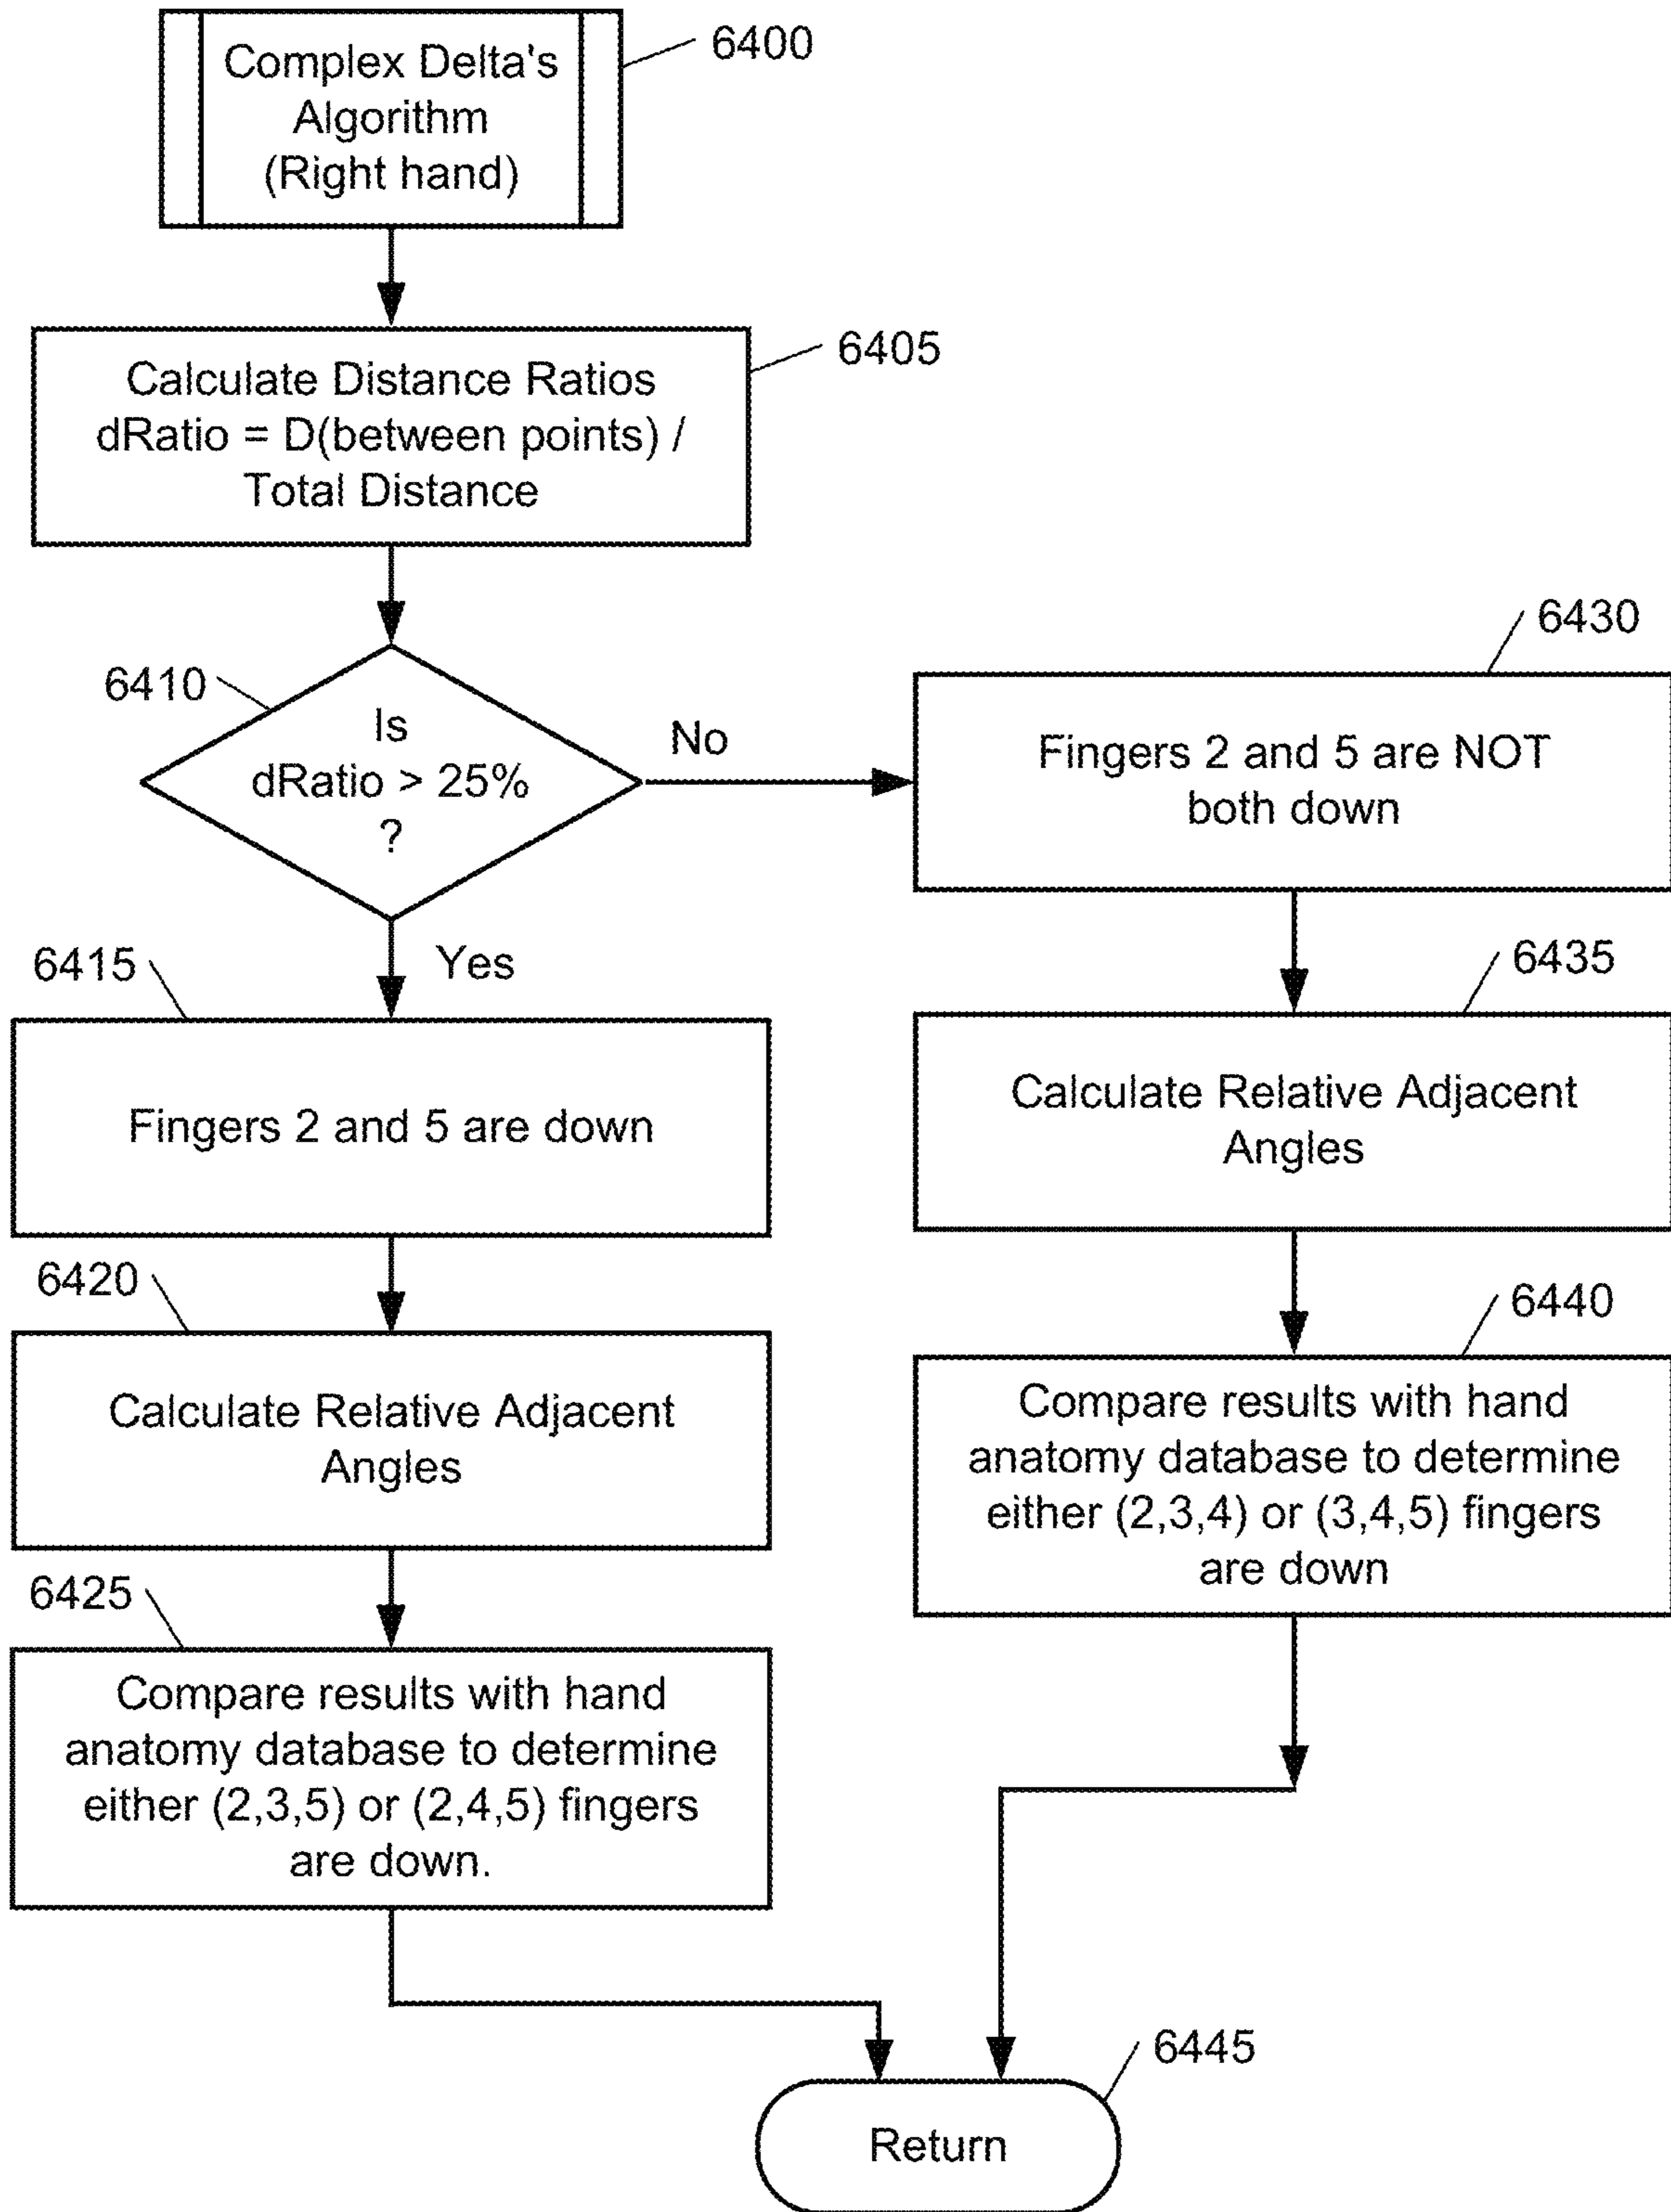 Complex Delta's
Algorithm
(Right hand)
6400
Calculate Distance Ratios
dRatio = D(between points) /
Total Distance
6405
6410
Is
dRatio > 25%
?
No
Yes
6415
Fingers 2 and 5 are down
6420
Calculate Relative Adjacent
Angles
6425
Compare results with hand
anatomy database to determine
either (2,3,5) or (2,4,5) fingers
are down.
6430
Fingers 2 and 5 are NOT
both down
6435
Calculate Relative Adjacent
Angles
6440
Compare results with hand
anatomy database to determine
either (2,3,4) or (3,4,5) fingers
are down
6445
Return